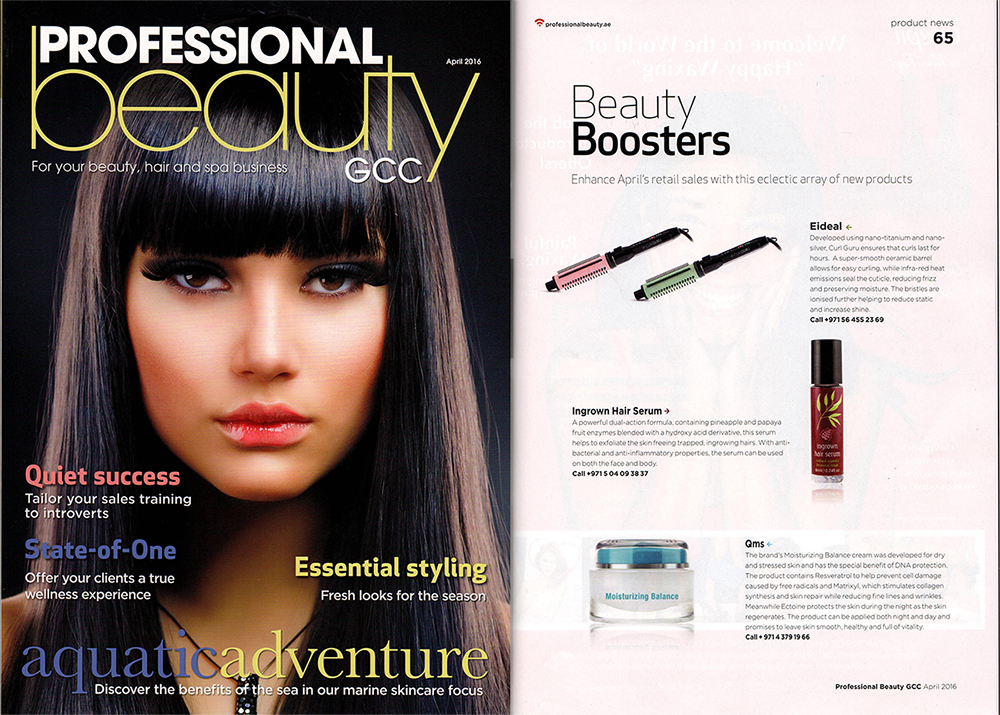 PROFESSIONAL
beauty
April 2016
For your beauty, hair and spa business
GCC
Quiet success
Tailor your sales training
to introverts
State-of-One
Offer your clients a true
wellness experience
Essential styling
Fresh looks for the season
aquaticadventure
Discover the benefits of the sea in our marine skincare focus
professionalbeauty.ae
product news
65
Beauty
Boosters
Enhance April's retail sales with this eclectic array of new products
Eideal
Developed using nano-titanium and nano-
silver, Curl Guru ensures that curls last for
hours. A super-smooth ceramic barrel
allows for easy curling, while infra-red heat
emissions seal the cuticle, reducing frizz
and preserving moisture. The bristles are
ionised further helping to reduce static
and increase shine.
Call +971 56 455 23 69
Ingrown Hair Serum
A powerful dual-action formula, containing pineapple and papaya
fruit enzymes blended with a hydroxy acid derivative, this serum
helps to exfoliate the skin freeing trapped, ingrowing hairs. With anti-
bacterial and anti-inflammatory properties, the serum can be used
on both the face and body.
Call +971 5 04 09 38 37
ingrown
hair serum
Qms
The brand's Moisturizing Balance cream was developed for dry
and stressed skin and has the special benefit of DNA protection.
The product contains Resveratrol to help prevent cell damage
caused by free radicals and Matrixyl, which stimulates collagen
synthesis and skin repair while reducing fine lines and wrinkles.
Meanwhile Ectoine protects the skin during the night as the skin
regenerates. The product can be applied both night and day and
promises to leave skin smooth, healthy and full of vitality.
Call + 971 4 379 19 66
Moisturizing Balance
Professional Beauty GCC April 2016